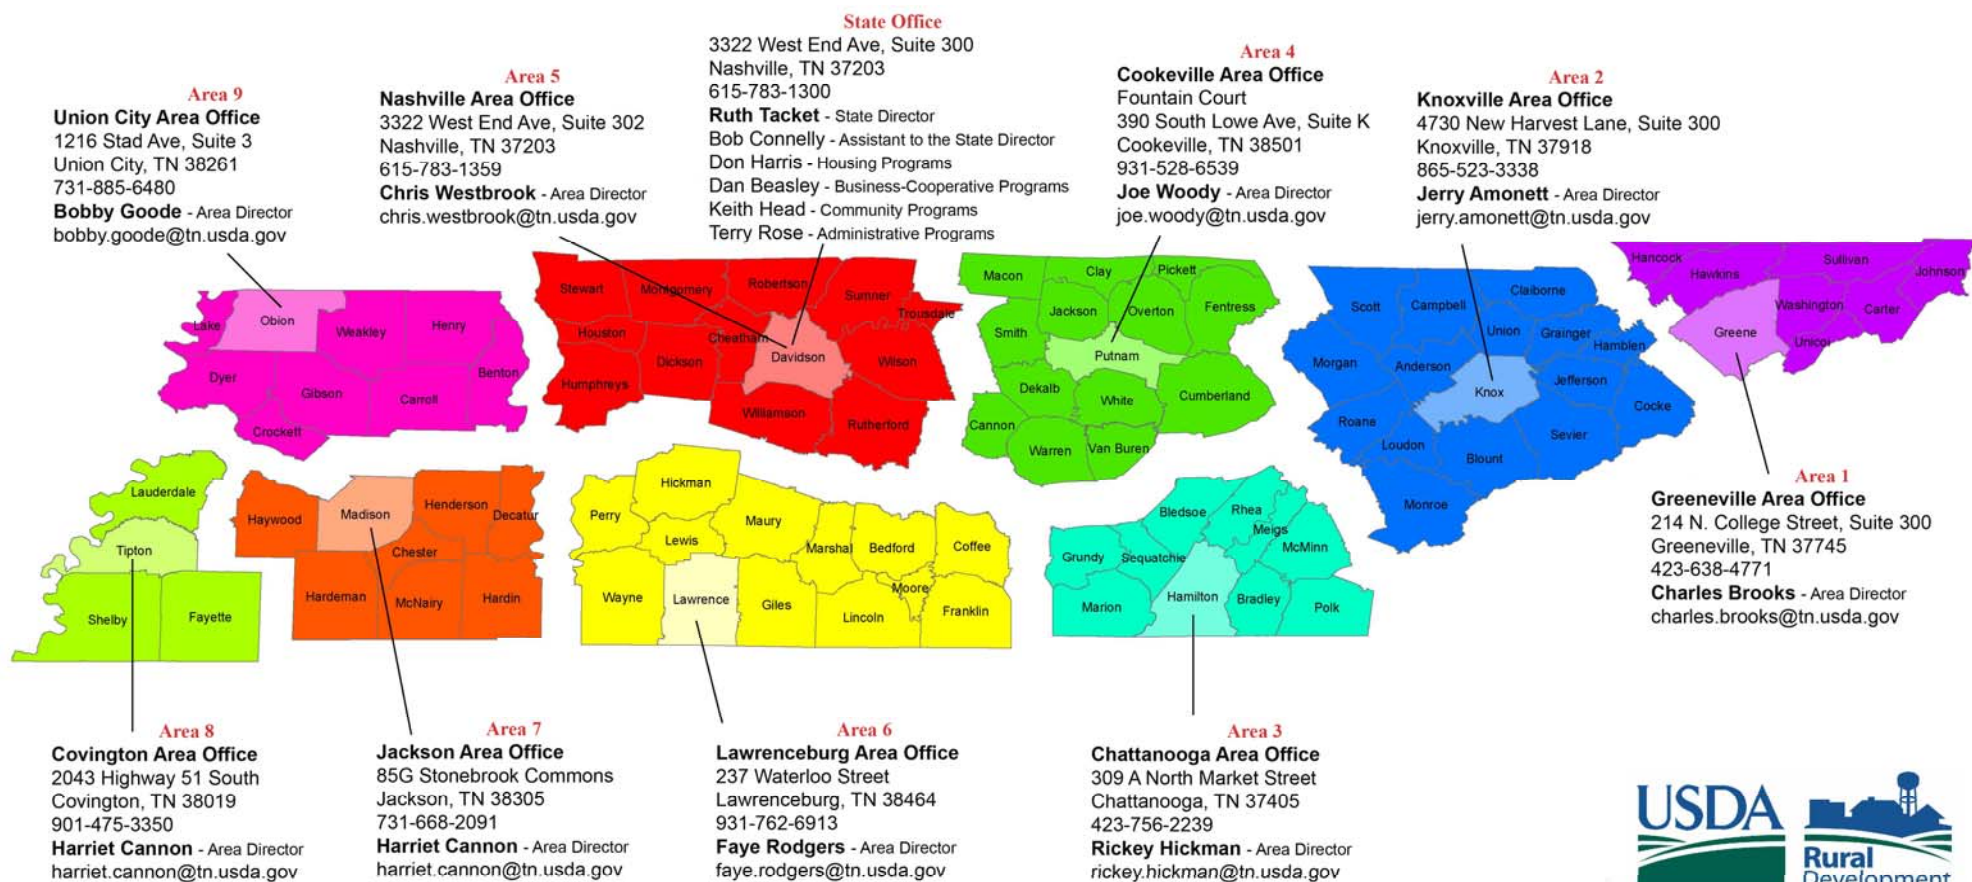 State Office
3322 West End Ave, Suite 300
Nashville, TN 37203
615-783-1300
Ruth Tacket - State Director
Bob Connelly - Assistant to the State Director
Don Harris - Housing Programs
Dan Beasley - Business-Cooperative Programs
Keith Head - Community Programs
Terry Rose - Administrative Programs
Area 9
Union City Area Office
1216 Stad Ave, Suite 3
Union City, TN 38261
731-885-6480
Bobby Goode - Area Director
bobby.goode@tn.usda.gov
Area 5
Nashville Area Office
3322 West End Ave, Suite 302
Nashville, TN 37203
615-783-1359
Chris Westbrook - Area Director
chris.westbrook@tn.usda.gov
Area 4
Cookeville Area Office
Fountain Court
390 South Lowe Ave, Suite K
Cookeville, TN 38501
931-528-6539
Joe Woody - Area Director
joe.woody@tn.usda.gov
Area 2
Knoxville Area Office
4730 New Harvest Lane, Suite 300
Knoxville, TN 37918
865-523-3338
Jerry Amonett - Area Director
jerry.amonett@tn.usda.gov
Lake
Obion
Weakley
Henry
Benton
Dyer
Gibson
Carroll
Crockett
Stewart
Montgomery
Robertson
Sumner
Trousdale
Houston
Cheatham
Davidson
Wilson
Dickson
Humphreys
Williamson
Rutherford
Macon
Clay
Pickett
Jackson
Overton
Fentress
Smith
Putnam
Dekalb
White
Cumberland
Cannon
Warren
Van Buren
Scott
Campbell
Claiborne
Union
Grainger
Hamblen
Morgan
Anderson
Knox
Jefferson
Cocke
Roane
Loudon
Blount
Sevier
Monroe
Hancock
Hawkins
Sullivan
Johnson
Washington
Carter
Greene
Unicoi
Area 1
Greeneville Area Office
214 N. College Street, Suite 300
Greeneville, TN 37745
423-638-4771
Charles Brooks - Area Director
charles.brooks@tn.usda.gov
Lauderdale
Tipton
Shelby
Fayette
Haywood
Madison
Henderson
Decatur
Chester
Hardeman
McNairy
Hardin
Hickman
Perry
Lewis
Maury
Marshal
Bedford
Coffee
Moore
Wayne
Lawrence
Giles
Lincoln
Franklin
Bledsoe
Rhea
Meigs
McMinn
Grundy
Sequatchie
Marion
Hamilton
Bradley
Polk
Area 8
Covington Area Office
2043 Highway 51 South
Covington, TN 38019
901-475-3350
Harriet Cannon - Area Director
harriet.cannon@tn.usda.gov
Area 7
Jackson Area Office
85G Stonebrook Commons
Jackson, TN 38305
731-668-2091
Harriet Cannon - Area Director
harriet.cannon@tn.usda.gov
Area 6
Lawrenceburg Area Office
237 Waterloo Street
Lawrenceburg, TN 38464
931-762-6913
Faye Rodgers - Area Director
faye.rodgers@tn.usda.gov
Area 3
Chattanooga Area Office
309 A North Market Street
Chattanooga, TN 37405
423-756-2239
Rickey Hickman - Area Director
rickey.hickman@tn.usda.gov
USDA
Rural
Development